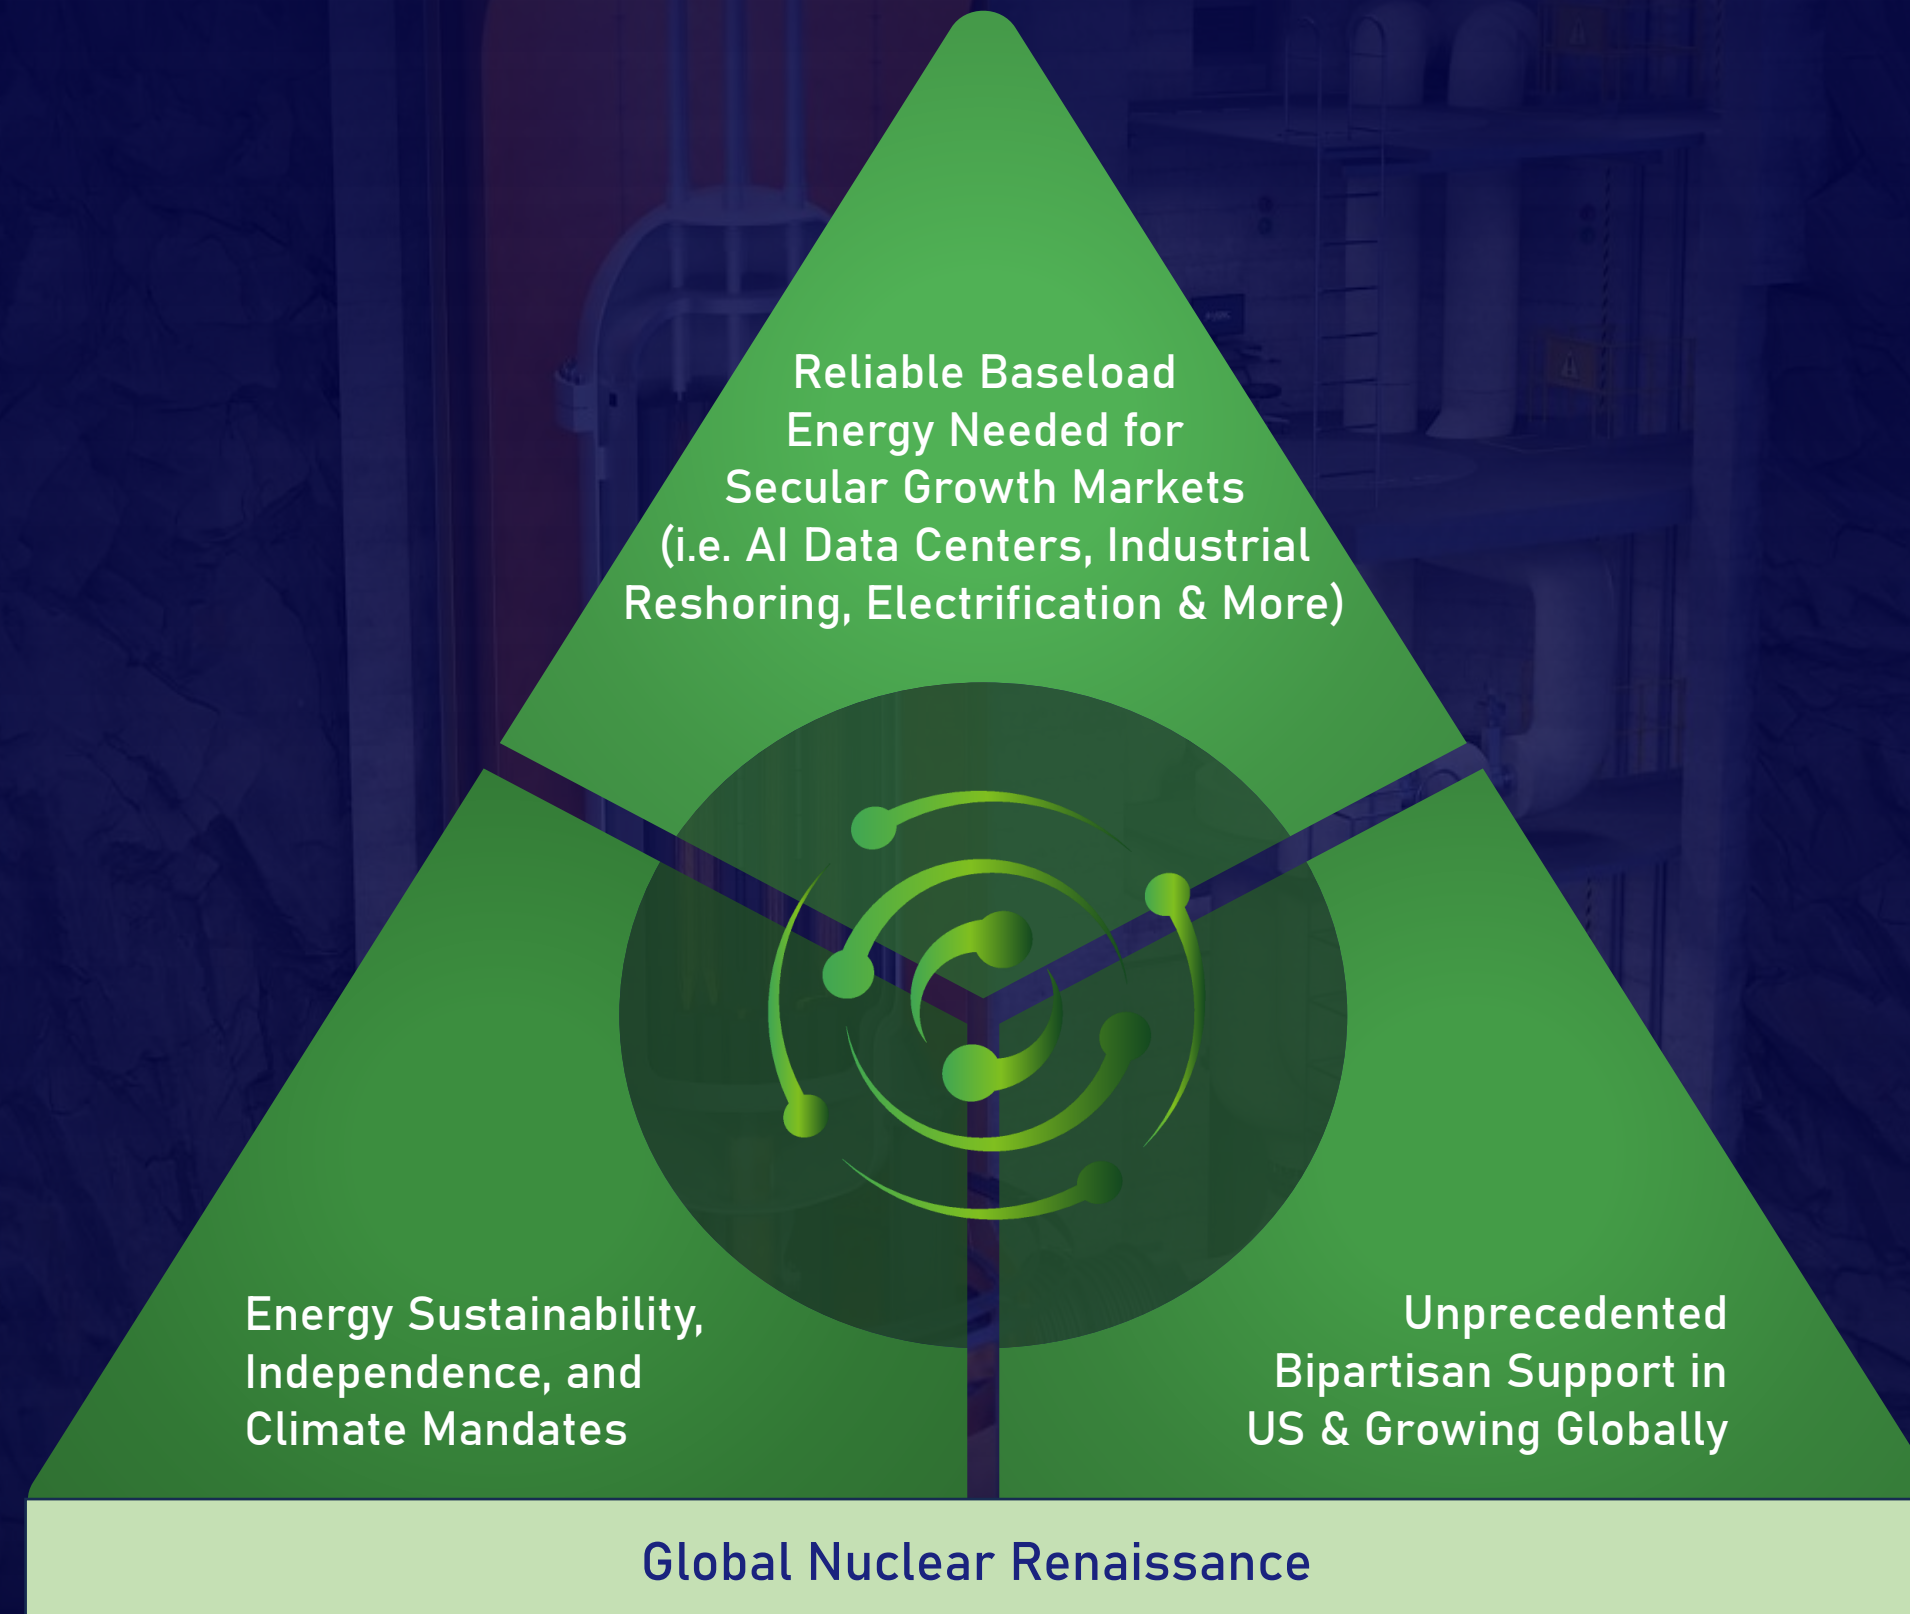 Reliable Baseload
Energy Needed for
Secular Growth Markets
(i.e. AI Data Centers, Industrial
Reshoring, Electrification & More)
Energy Sustainability,
Independence, and
Climate Mandates
Unprecedented
Bipartisan Support in
US & Growing Globally
Global Nuclear Renaissance